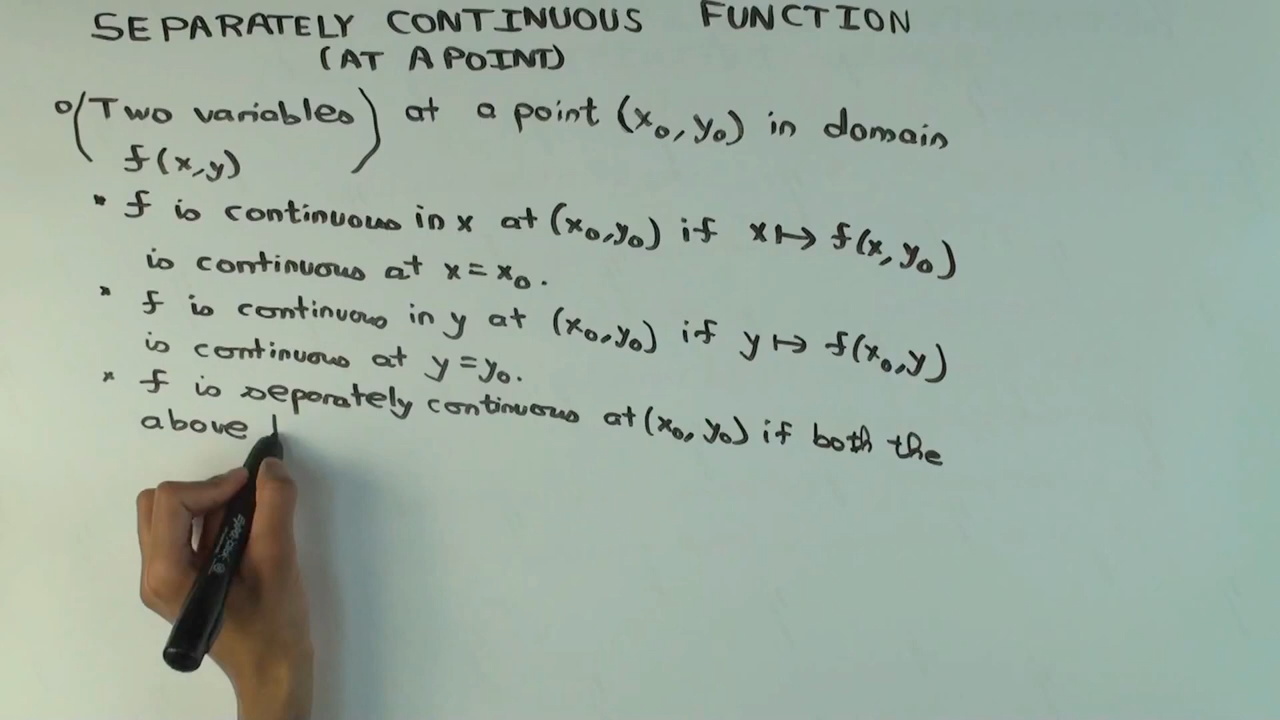 SEPARATELY CONTINUOUS FUNCTION
(AT A POINT)
(Two variables) at a point (x₀,y₀) in domain
f(x,y)
* f is continuous in x at (x₀,y₀) if x↦f(x,y₀)
is continuous at x=x₀.
* f is continuous in y at (x₀,y₀) if y↦f(x₀,y)
is continuous at y=y₀.
* f is separately continuous at (x₀,y₀) if both the
above